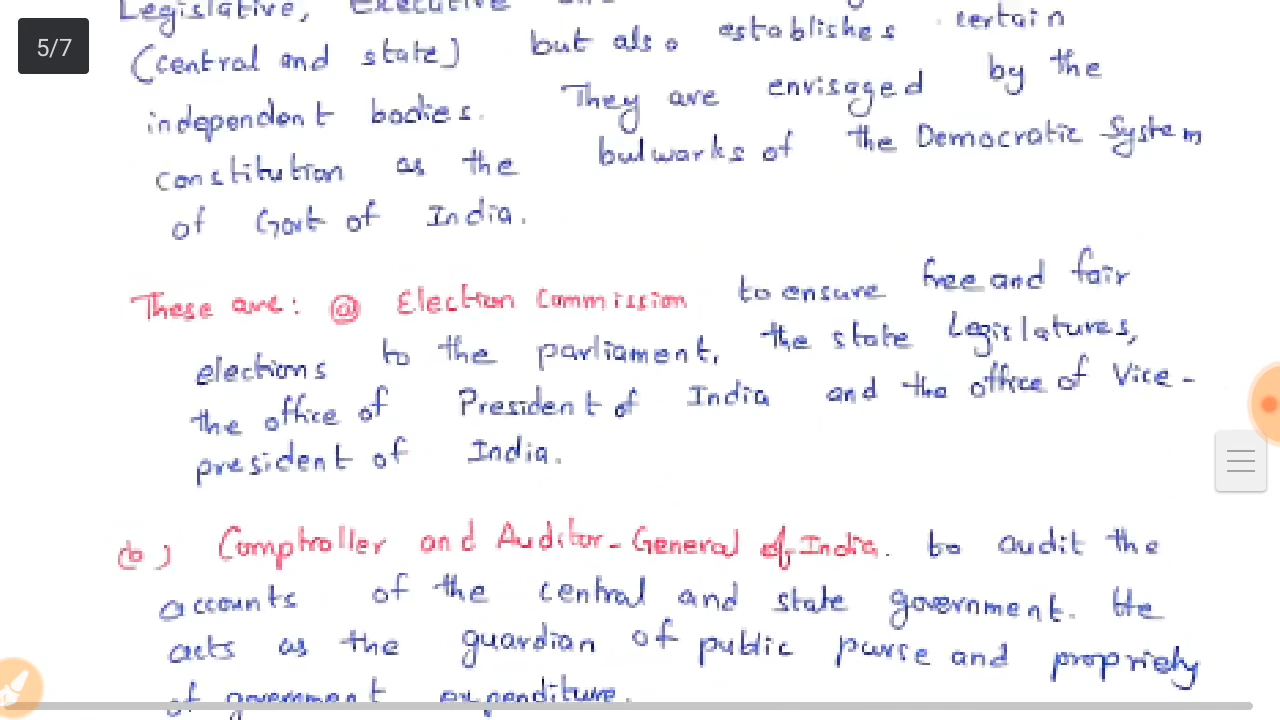 5/7
Legislative, executive and
(central and state) but also establishes certain
independent bodies. They are envisaged by the
constitution as the bulwarks of the Democratic System
of Govt of India.
These are: @ Election Commission to ensure free and fair
elections to the parliament, the state Legislatures,
the office of President of India and the office of Vice-
president of India.
(b) Comptroller and Auditor-General of India. to audit the
accounts of the central and state government. He
acts as the guardian of public purse and propriety
of government expenditure.